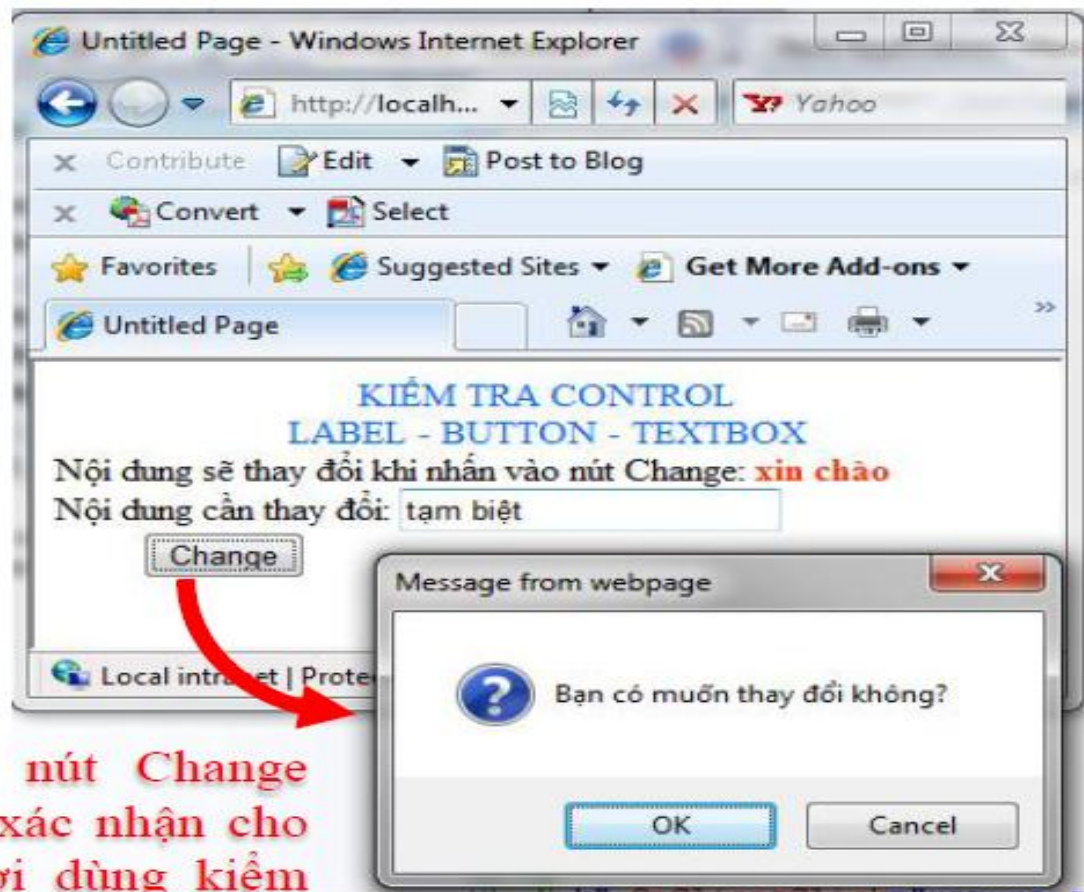 Untitled Page - Windows Internet Explorer
http://localh...
Yahoo
x Contribute Edit Post to Blog
x Convert Select
Favorites Suggested Sites Get More Add-ons
Untitled Page
KIỂM TRA CONTROL
LABEL - BUTTON - TEXTBOX
Nội dung sẽ thay đổi khi nhấn vào nút Change: xin chào
Nội dung cần thay đổi: tạm biệt
Change
Message from webpage
Local intranet | Prote
Bạn có muốn thay đổi không?
OK Cancel
nút Change
xác nhận cho
dùng kiểm